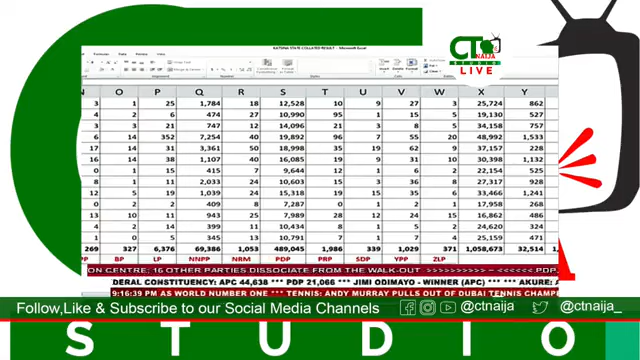 CTNAIJA
STUDIO
LIVE
KATSINA STATE COLLATED RESULT - Microsoft Excel
Formulas Data Review View
N O P Q R S T U V W X Y
3 1 25 1,784 18 12,528 10 9 27 3 25,724 862
4 2 6 474 27 10,990 95 1 15 5 19,130 527
3 3 21 747 12 14,096 21 3 8 5 34,158 757
6 14 352 7,254 40 19,892 96 7 55 20 48,992 1,533
17 14 31 3,361 50 18,998 35 19 62 9 37,157 228
16 14 38 1,107 40 16,085 19 9 31 10 30,398 1,132
0 1 15 415 7 9,644 12 1 6 2 22,154 525
8 1 11 2,033 24 10,603 15 3 36 8 27,317 928
12 5 19 1,039 24 15,318 19 15 35 6 33,466 1,241
0 2 2 409 8 7,287 0 1 0 1 17,958 268
13 10 11 943 25 7,989 28 12 24 15 16,862 486
2 1 14 399 11 10,431 2 1 4 5 24,620 324
1 0 5 345 13 10,791 1 7 7 4 25,159 471
269 327 6,376 69,386 1,053 489,045 1,986 339 1,029 371 1,058,673 32,514
PP BP LP NNPP NRM PDP PRP SDP YPP ZLP
ON CENTRE; 16 OTHER PARTIES DISSOCIATE FROM THE WALK-OUT >>>>>>>>>> <<<<<<.PDP,
DERAL CONSTITUENCY: APC 44,638 *** PDP 21,066 *** JIMI ODIMAYO - WINNER (APC) *** AKURE: A
9:16:39 PM AS WORLD NUMBER ONE *** TENNIS: ANDY MURRAY PULLS OUT OF DUBAI TENNIS CHAMP
Follow,Like & Subscribe to our Social Media Channels @ctnaija @ctnaija_
STUDIO